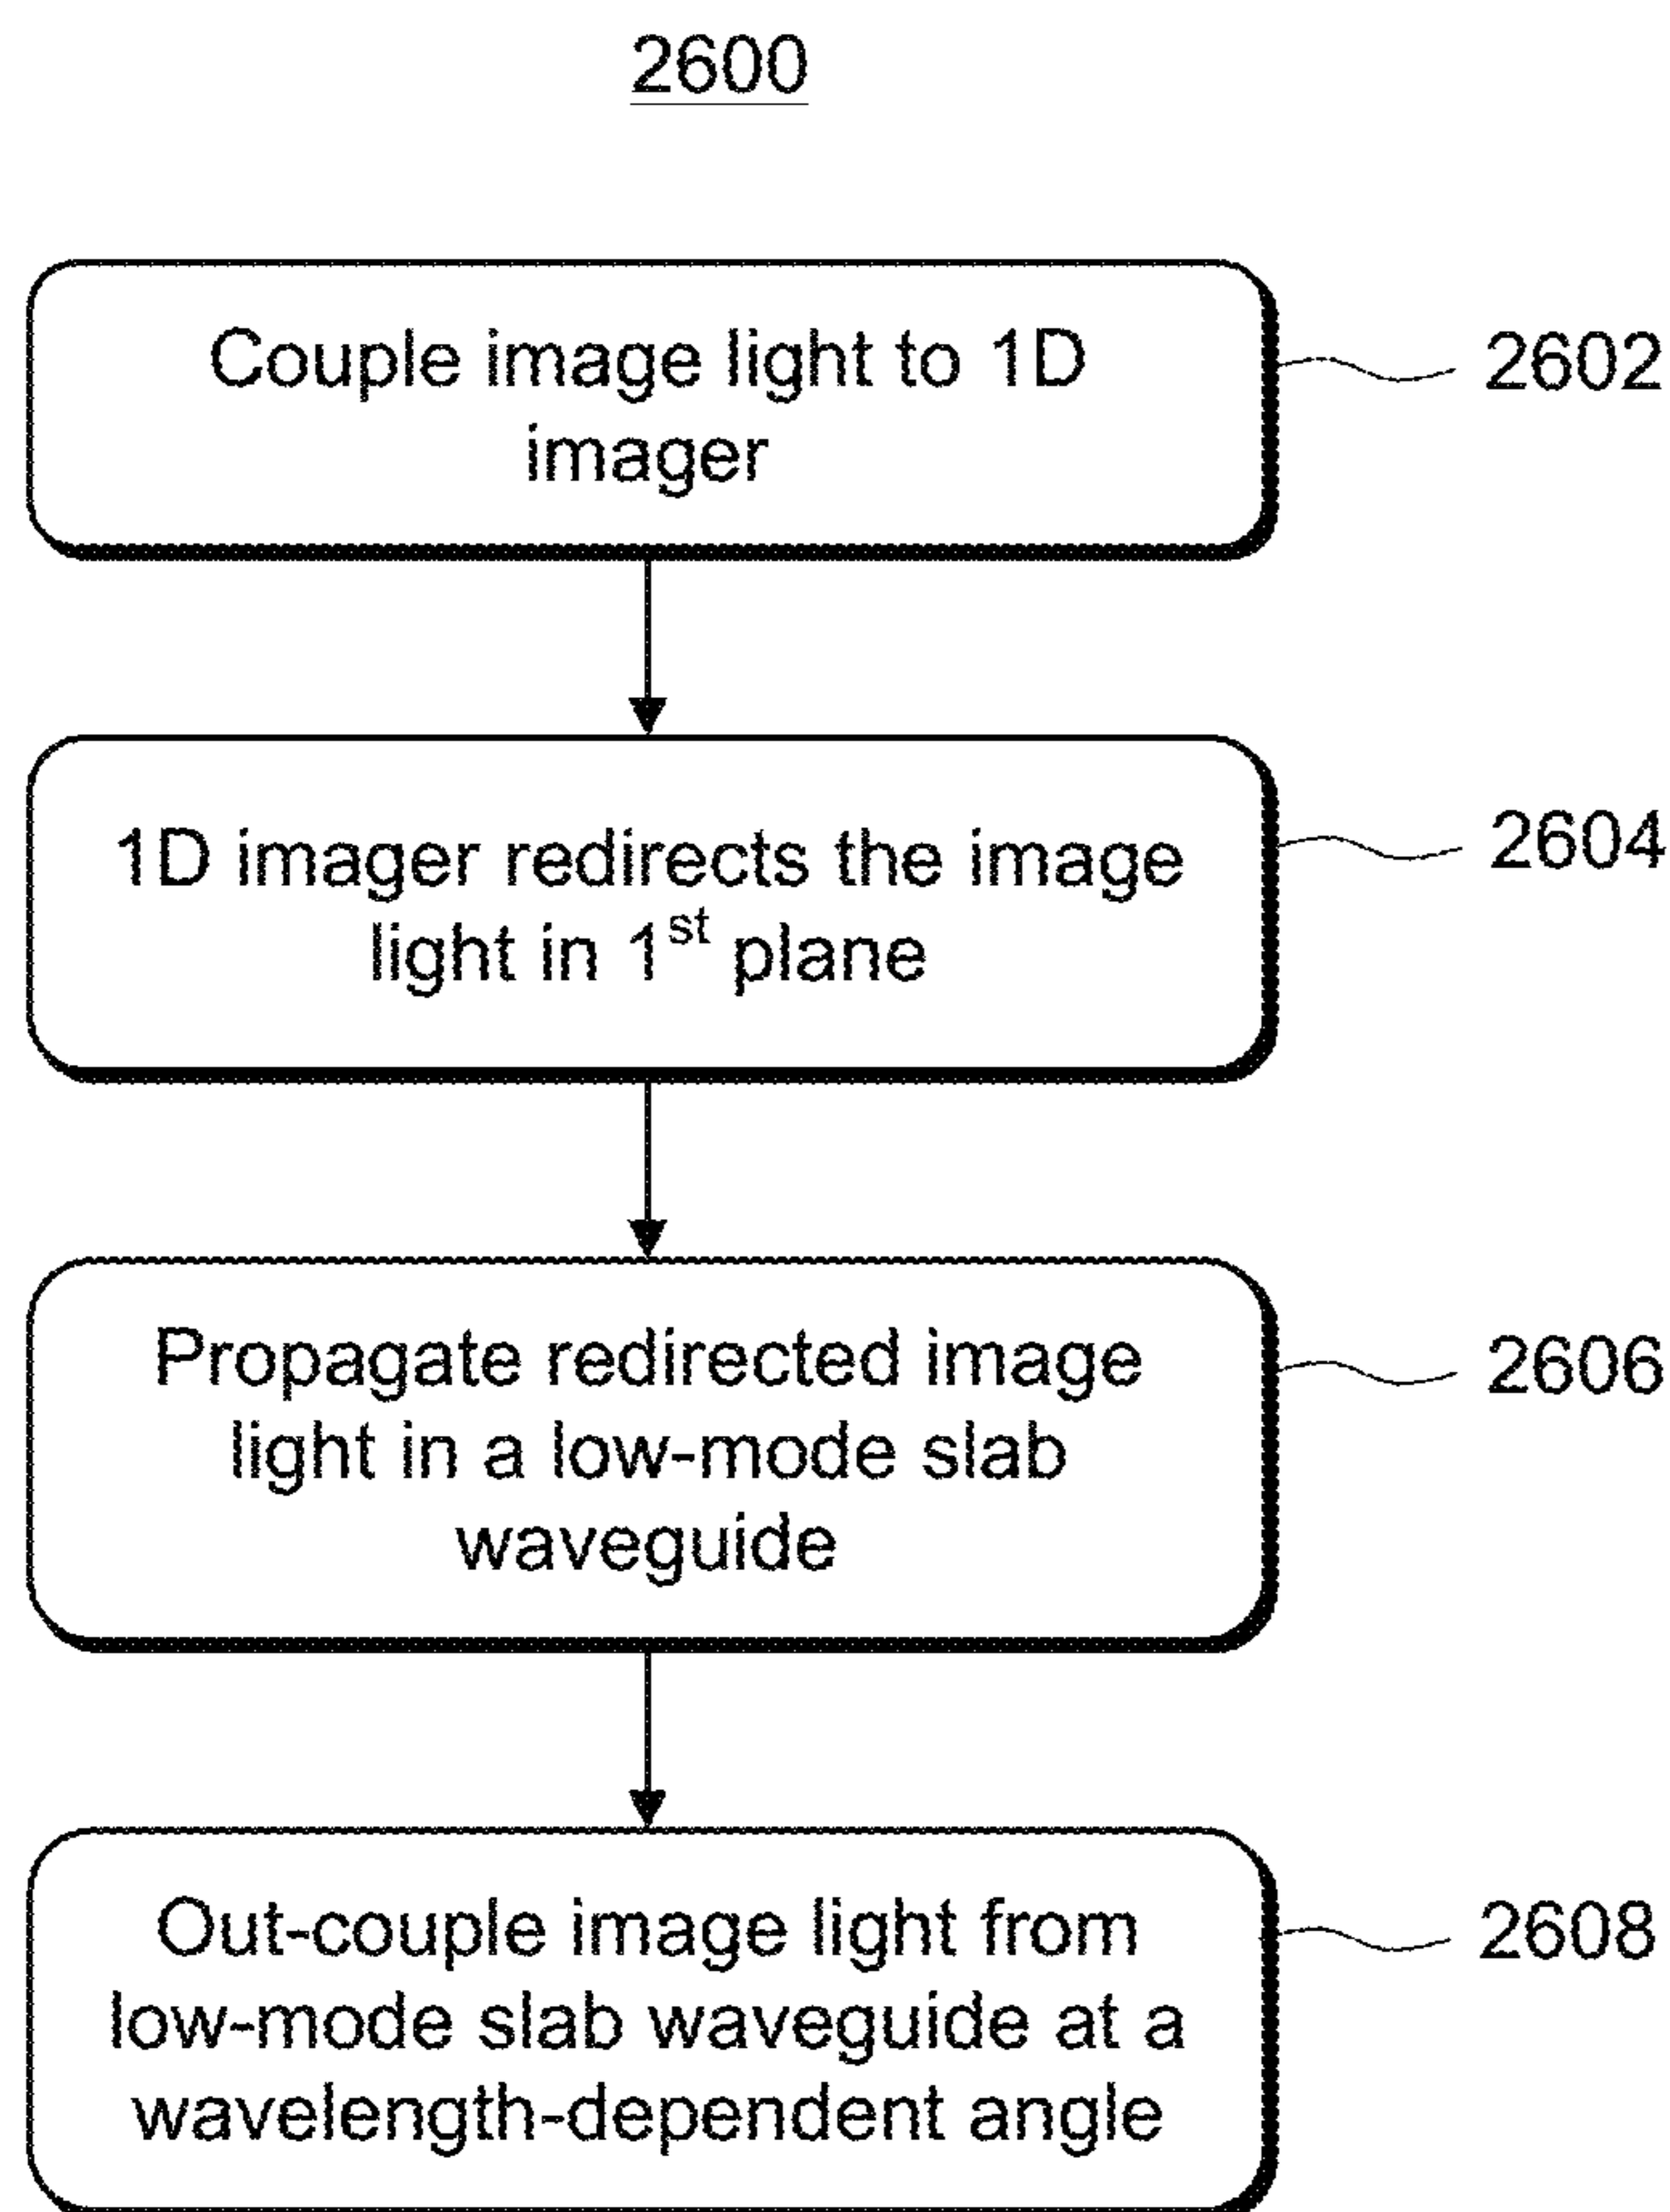 2600
Couple image light to 1D
imager
2602
1D imager redirects the image
light in 1st plane
2604
Propagate redirected image
light in a low-mode slab
waveguide
2606
Out-couple image light from
low-mode slab waveguide at a
wavelength-dependent angle
2608